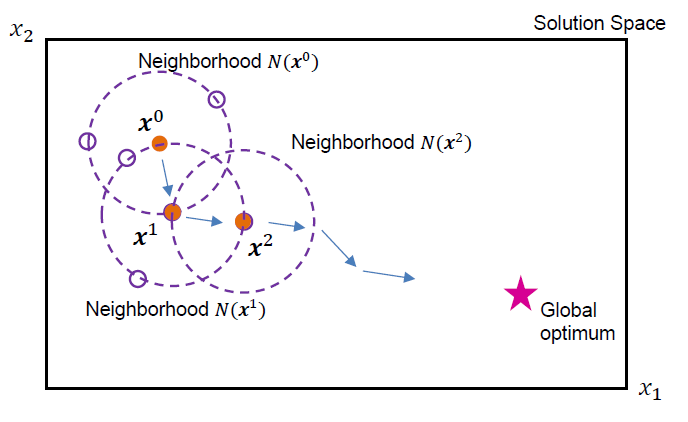 Solution Space
x₂
Neighborhood N(x⁰)
x⁰
Neighborhood N(x²)
x¹
x²
Neighborhood N(x¹)
Global
optimum
x₁